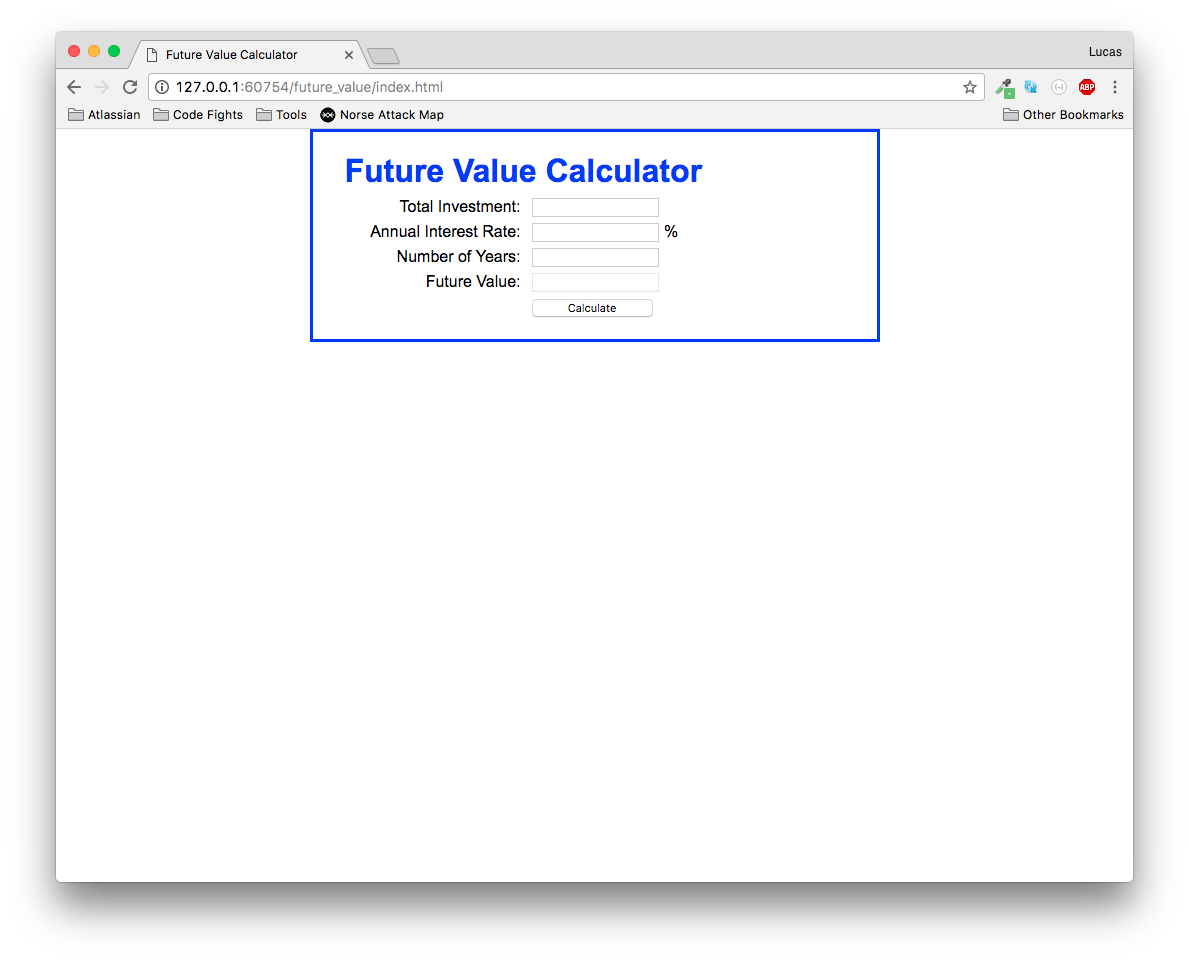 Future Value Calculator
Lucas
127.0.0.1:60754/future_value/index.html
ABP
Atlassian Code Fights Tools Norse Attack Map Other Bookmarks
Future Value Calculator
Total Investment:
Annual Interest Rate: %
Number of Years:
Future Value:
Calculate